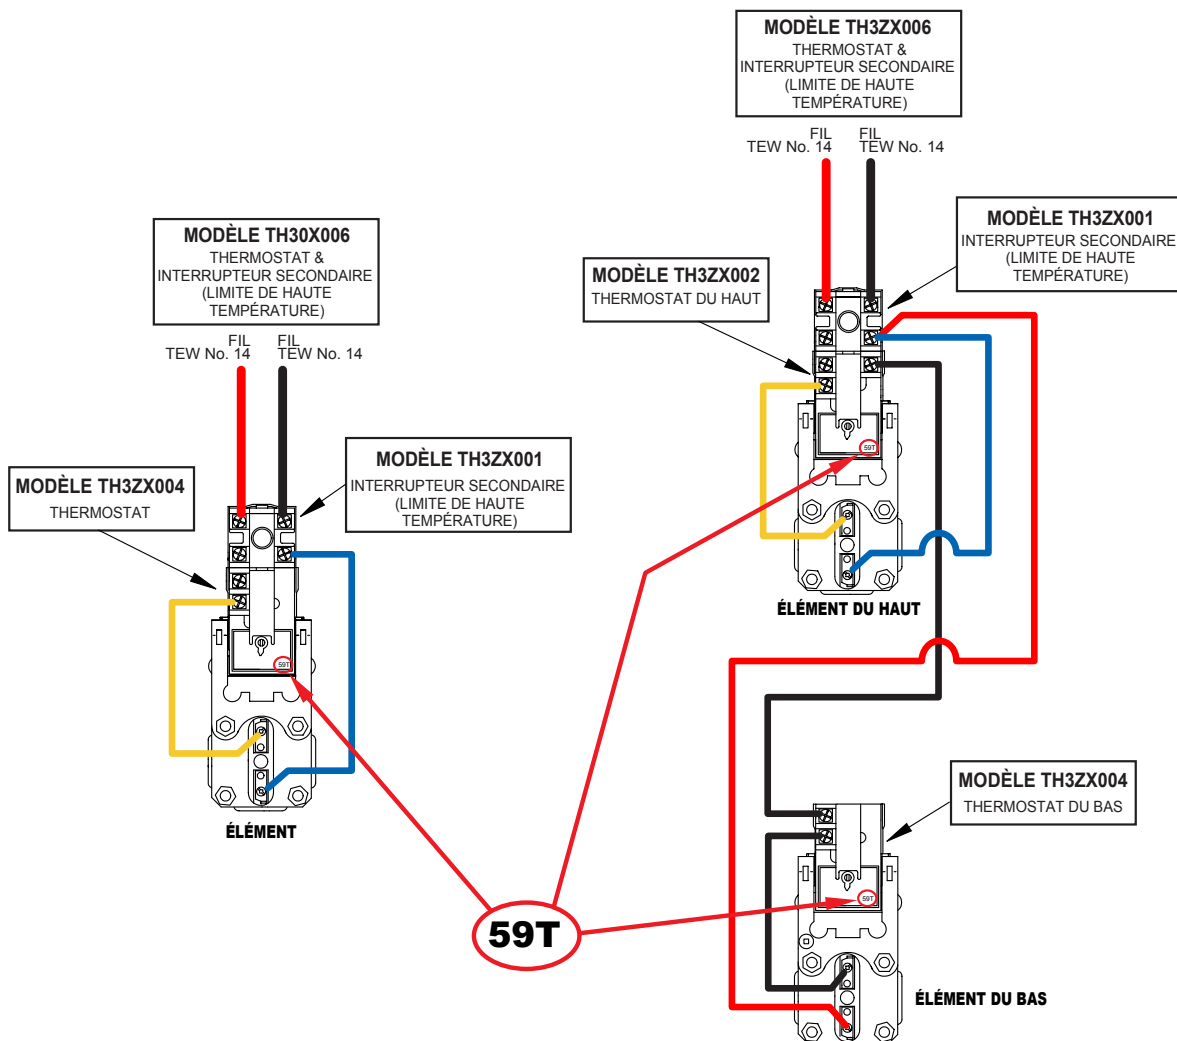 MODÈLE TH3ZX006
THERMOSTAT &
INTERRUPTEUR SECONDAIRE
(LIMITE DE HAUTE
TEMPÉRATURE)
FIL
TEW No. 14
FIL
TEW No. 14
MODÈLE TH3ZX001
INTERRUPTEUR SECONDAIRE
(LIMITE DE HAUTE
TEMPÉRATURE)
MODÈLE TH3ZX002
THERMOSTAT DU HAUT
59T
ÉLÉMENT DU HAUT
MODÈLE TH30X006
THERMOSTAT &
INTERRUPTEUR SECONDAIRE
(LIMITE DE HAUTE
TEMPÉRATURE)
FIL
TEW No. 14
FIL
TEW No. 14
MODÈLE TH3ZX001
INTERRUPTEUR SECONDAIRE
(LIMITE DE HAUTE
TEMPÉRATURE)
MODÈLE TH3ZX004
THERMOSTAT
59T
ÉLÉMENT
MODÈLE TH3ZX004
THERMOSTAT DU BAS
59T
59T
ÉLÉMENT DU BAS